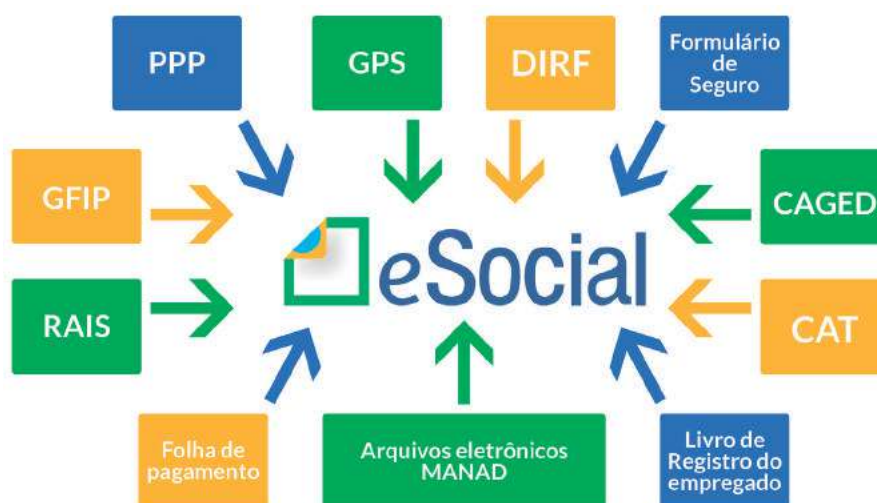 PPP
GPS
DIRF
Formulário
de
Seguro
GFIP
CAGED
eSocial
RAIS
CAT
Folha de
pagamento
Arquivos eletrônicos
MANAD
Livro de
Registro do
empregado